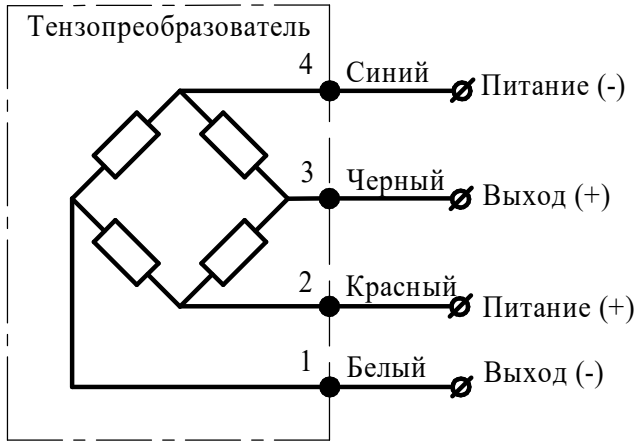 Тензопреобразователь
4 Синий Питание (-)
3 Черный Выход (+)
2 Красный Питание (+)
1 Белый Выход (-)